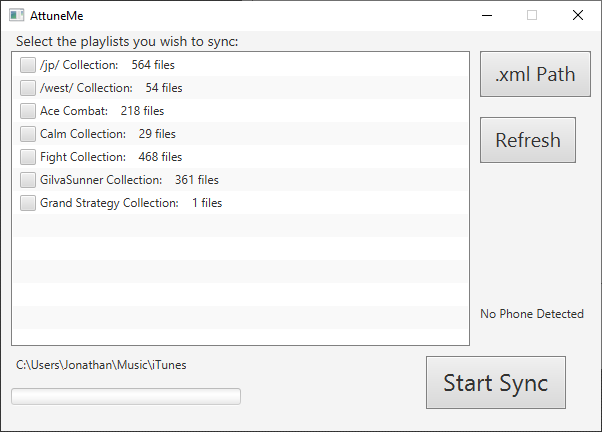 AttuneMe
Select the playlists you wish to sync:
/jp/ Collection: 564 files
/west/ Collection: 54 files
Ace Combat: 218 files
Calm Collection: 29 files
Fight Collection: 468 files
GilvaSunner Collection: 361 files
Grand Strategy Collection: 1 files
.xml Path
Refresh
No Phone Detected
C:\Users\Jonathan\Music\iTunes
Start Sync